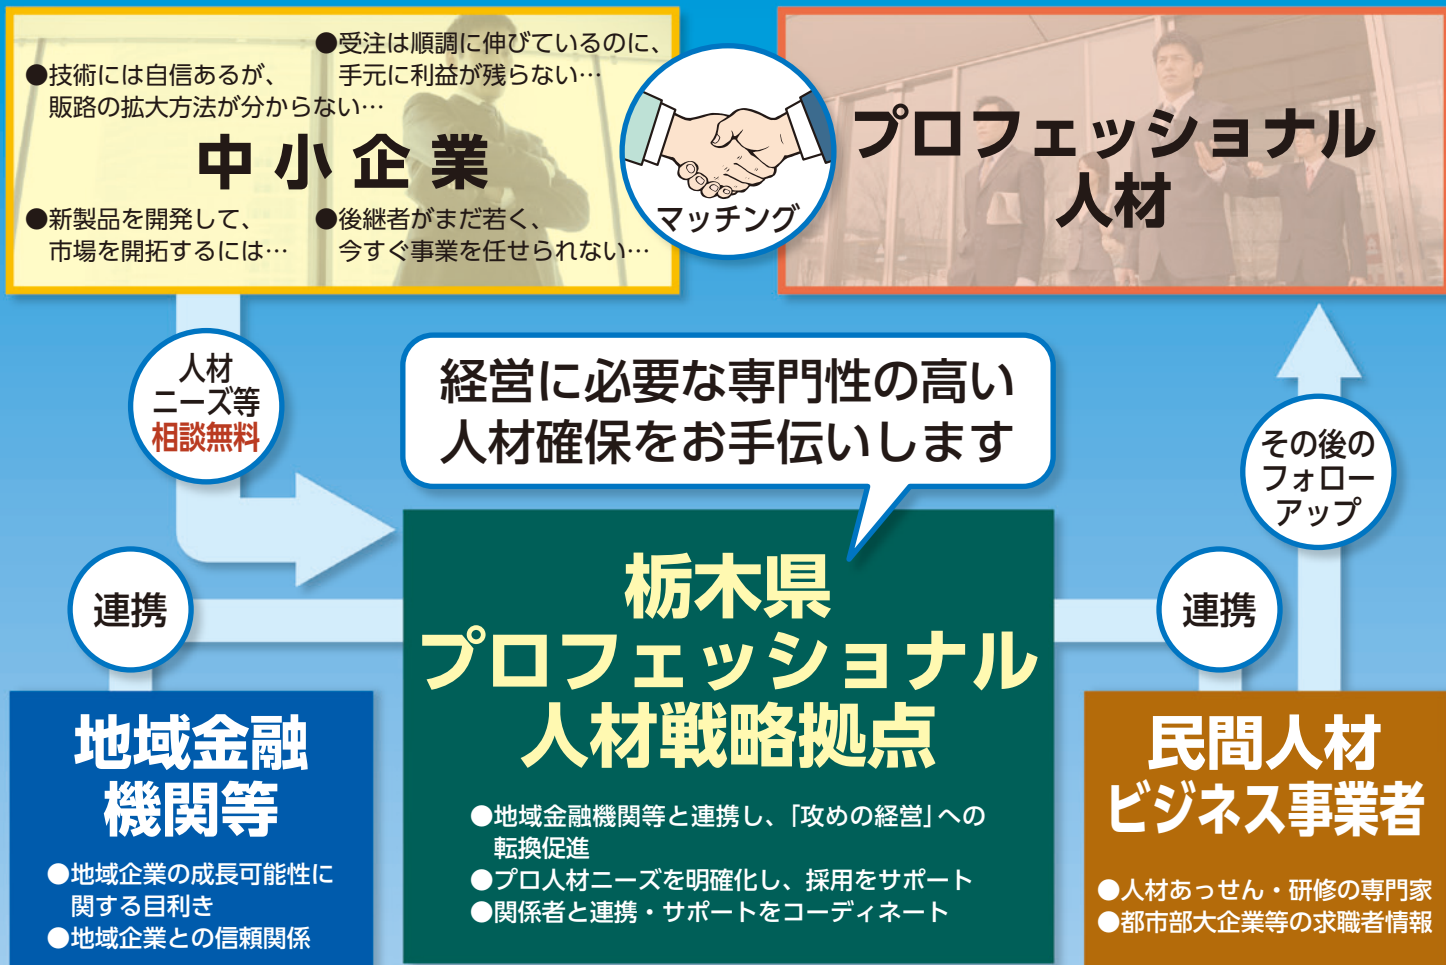 ●技術には自信あるが、
販路の拡大方法が分からない…
●受注は順調に伸びているのに、
手元に利益が残らない…
中小企業
●新製品を開発して、
市場を開拓するには…
●後継者がまだ若く、
今すぐ事業を任せられない…
マッチング
プロフェッショナル
人材
人材
ニーズ等
相談無料
経営に必要な専門性の高い
人材確保をお手伝いします
その後の
フォロー
アップ
連携
連携
栃木県
プロフェッショナル
人材戦略拠点
●地域金融機関等と連携し、「攻めの経営」への
転換促進
●プロ人材ニーズを明確化し、採用をサポート
●関係者と連携・サポートをコーディネート
地域金融
機関等
●地域企業の成長可能性に
関する目利き
●地域企業との信頼関係
民間人材
ビジネス事業者
●人材あっせん・研修の専門家
●都市部大企業等の求職者情報